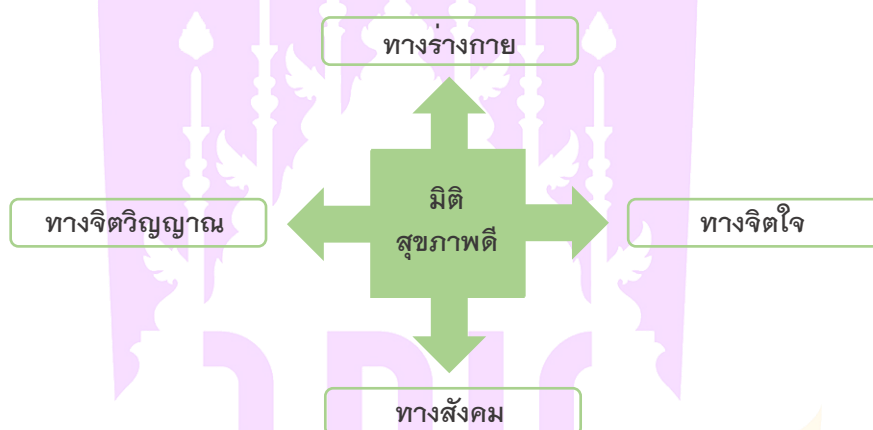 ทางร่างกาย
มิติ
สุขภาพดี
ทางจิตวิญญาณ
ทางจิตใจ
ทางสังคม